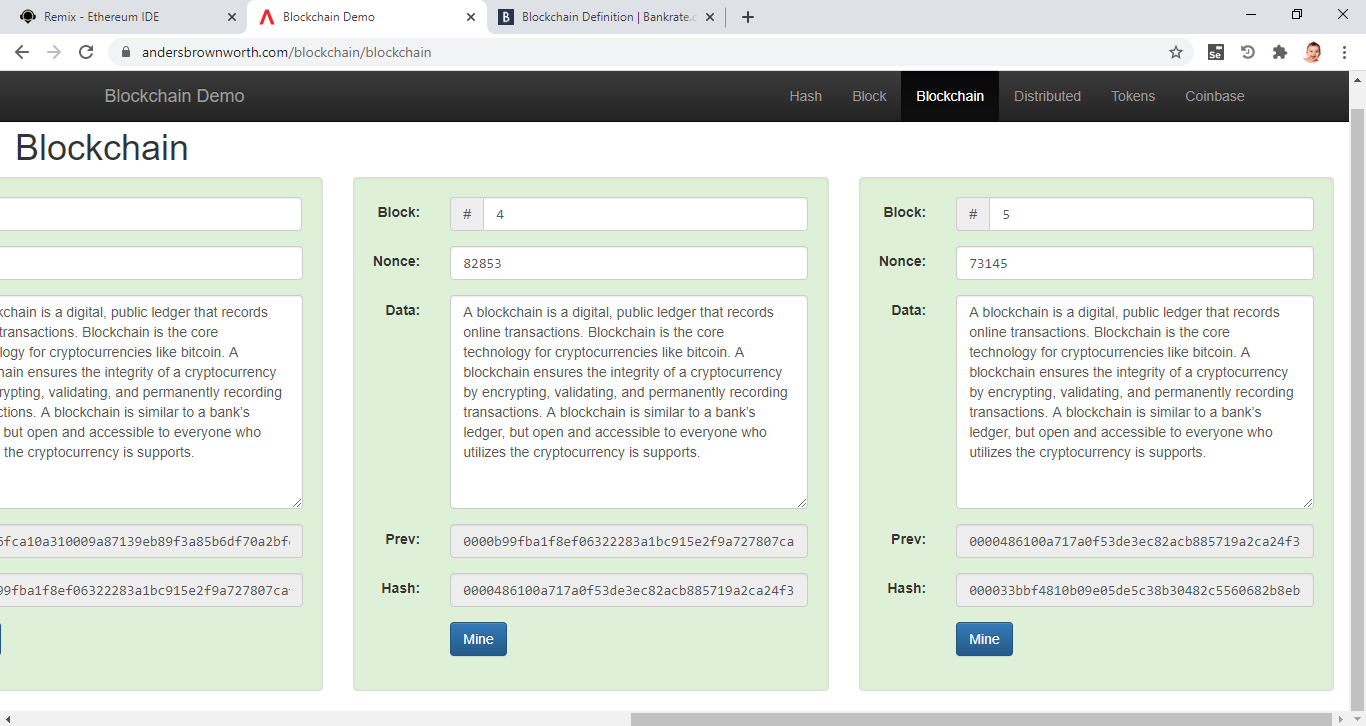 Remix - Ethereum IDE
Blockchain Demo
Blockchain Definition | Bankrate.c
andersbrownworth.com/blockchain/blockchain
Se
Blockchain Demo
Hash
Block
Blockchain
Distributed
Tokens
Coinbase
Blockchain
kchain is a digital, public ledger that records
transactions. Blockchain is the core
logy for cryptocurrencies like bitcoin. A
hain ensures the integrity of a cryptocurrency
rypting, validating, and permanently recording
ctions. A blockchain is similar to a bank’s
but open and accessible to everyone who
the cryptocurrency is supports.
6fca10a310009a87139eb89f3a85b6df70a2bf
99fba1f8ef06322283a1bc915e2f9a727807ca
Block:
# 4
Nonce:
82853
Data:
A blockchain is a digital, public ledger that records
online transactions. Blockchain is the core
technology for cryptocurrencies like bitcoin. A
blockchain ensures the integrity of a cryptocurrency
by encrypting, validating, and permanently recording
transactions. A blockchain is similar to a bank’s
ledger, but open and accessible to everyone who
utilizes the cryptocurrency is supports.
Prev:
0000b99fba1f8ef06322283a1bc915e2f9a727807ca
Hash:
0000486100a717a0f53de3ec82acb885719a2ca24f3
Mine
Block:
# 5
Nonce:
73145
Data:
A blockchain is a digital, public ledger that records
online transactions. Blockchain is the core
technology for cryptocurrencies like bitcoin. A
blockchain ensures the integrity of a cryptocurrency
by encrypting, validating, and permanently recording
transactions. A blockchain is similar to a bank’s
ledger, but open and accessible to everyone who
utilizes the cryptocurrency is supports.
Prev:
0000486100a717a0f53de3ec82acb885719a2ca24f3
Hash:
000033bbf4810b09e05de5c38b30482c5560682b8eb
Mine